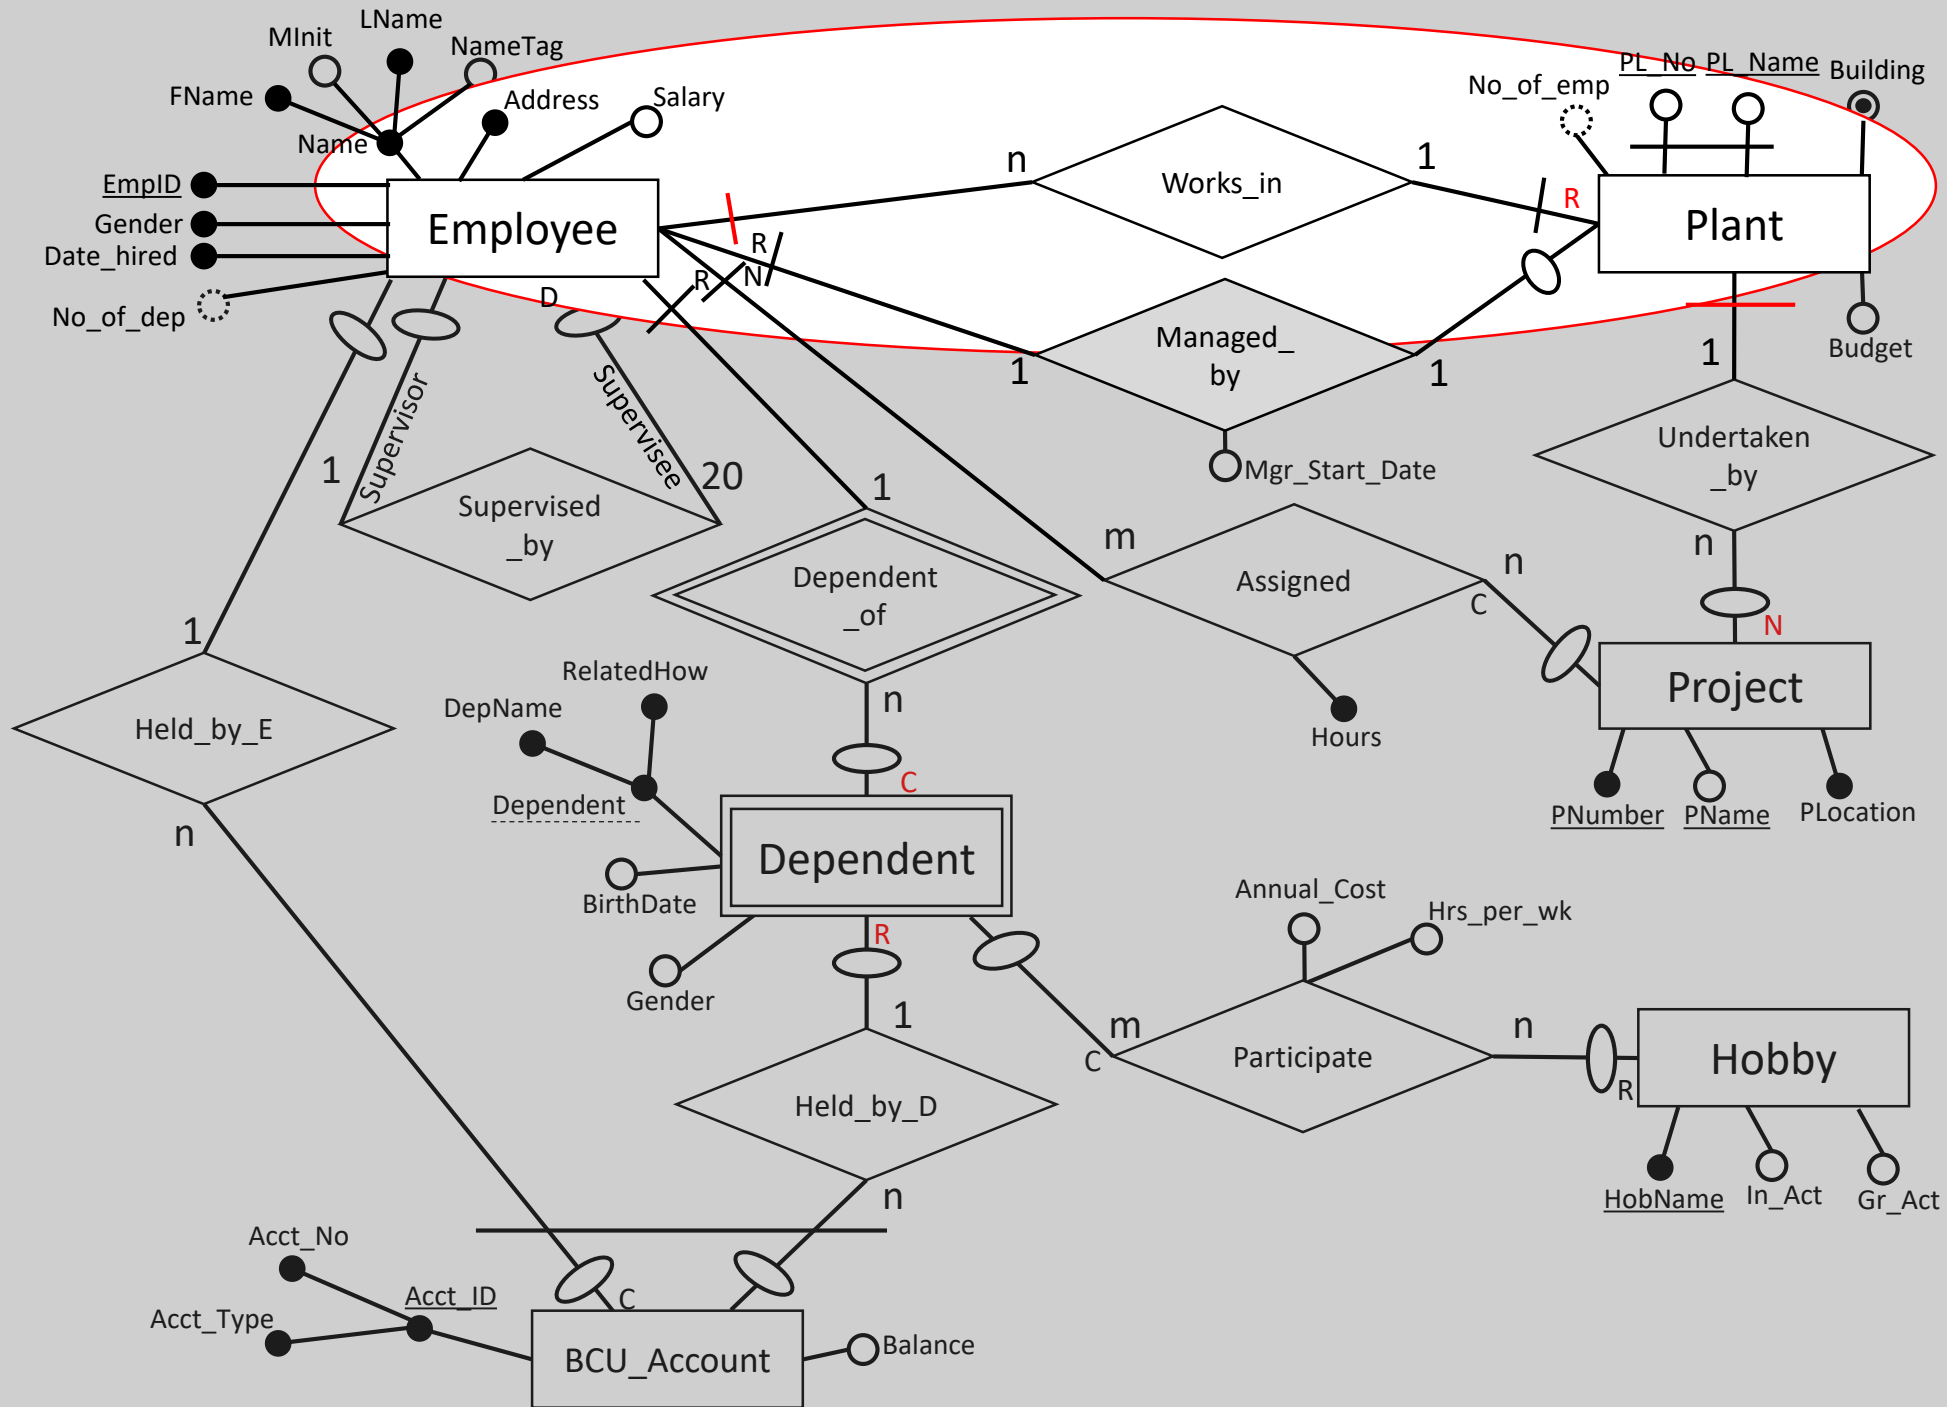 LName
MInit
NameTag
FName
Address
Salary
Name
EmpID
Gender
Date_hired
No_of_dep
Employee
n
Works_in
1
R
No_of_emp
PL_No
PL_Name
Building
Plant
Budget
R
N
R
D
1
Managed_
by
1
Mgr_Start_Date
1
Undertaken
_by
n
N
1
Supervisor
Supervisee
20
Supervised
_by
1
Dependent
_of
n
C
m
Assigned
n
C
Hours
Project
PNumber
PName
PLocation
1
Held_by_E
n
RelatedHow
DepName
Dependent
BirthDate
Gender
Dependent
R
1
Held_by_D
n
Annual_Cost
Hrs_per_wk
m
C
Participate
n
R
Hobby
HobName
In_Act
Gr_Act
Acct_No
Acct_Type
Acct_ID
C
BCU_Account
Balance